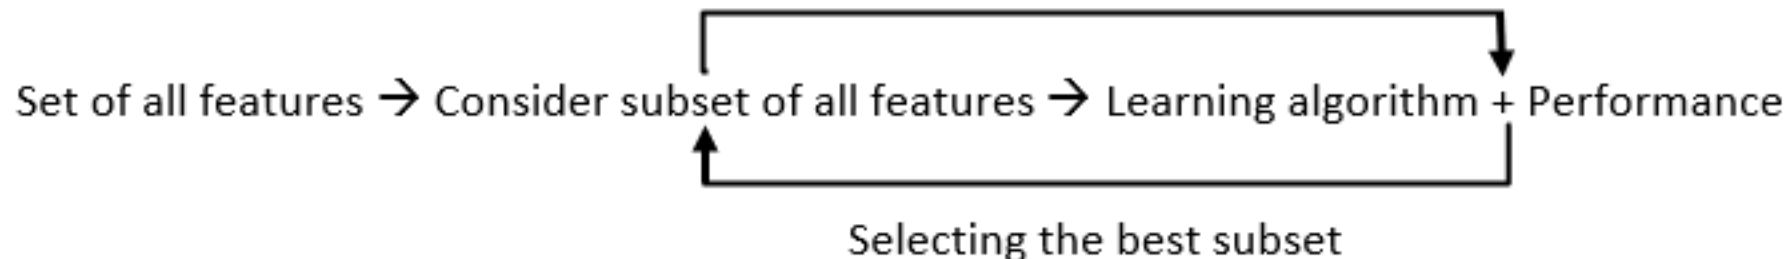 Set of all features → Consider subset of all features → Learning algorithm + Performance
Selecting the best subset